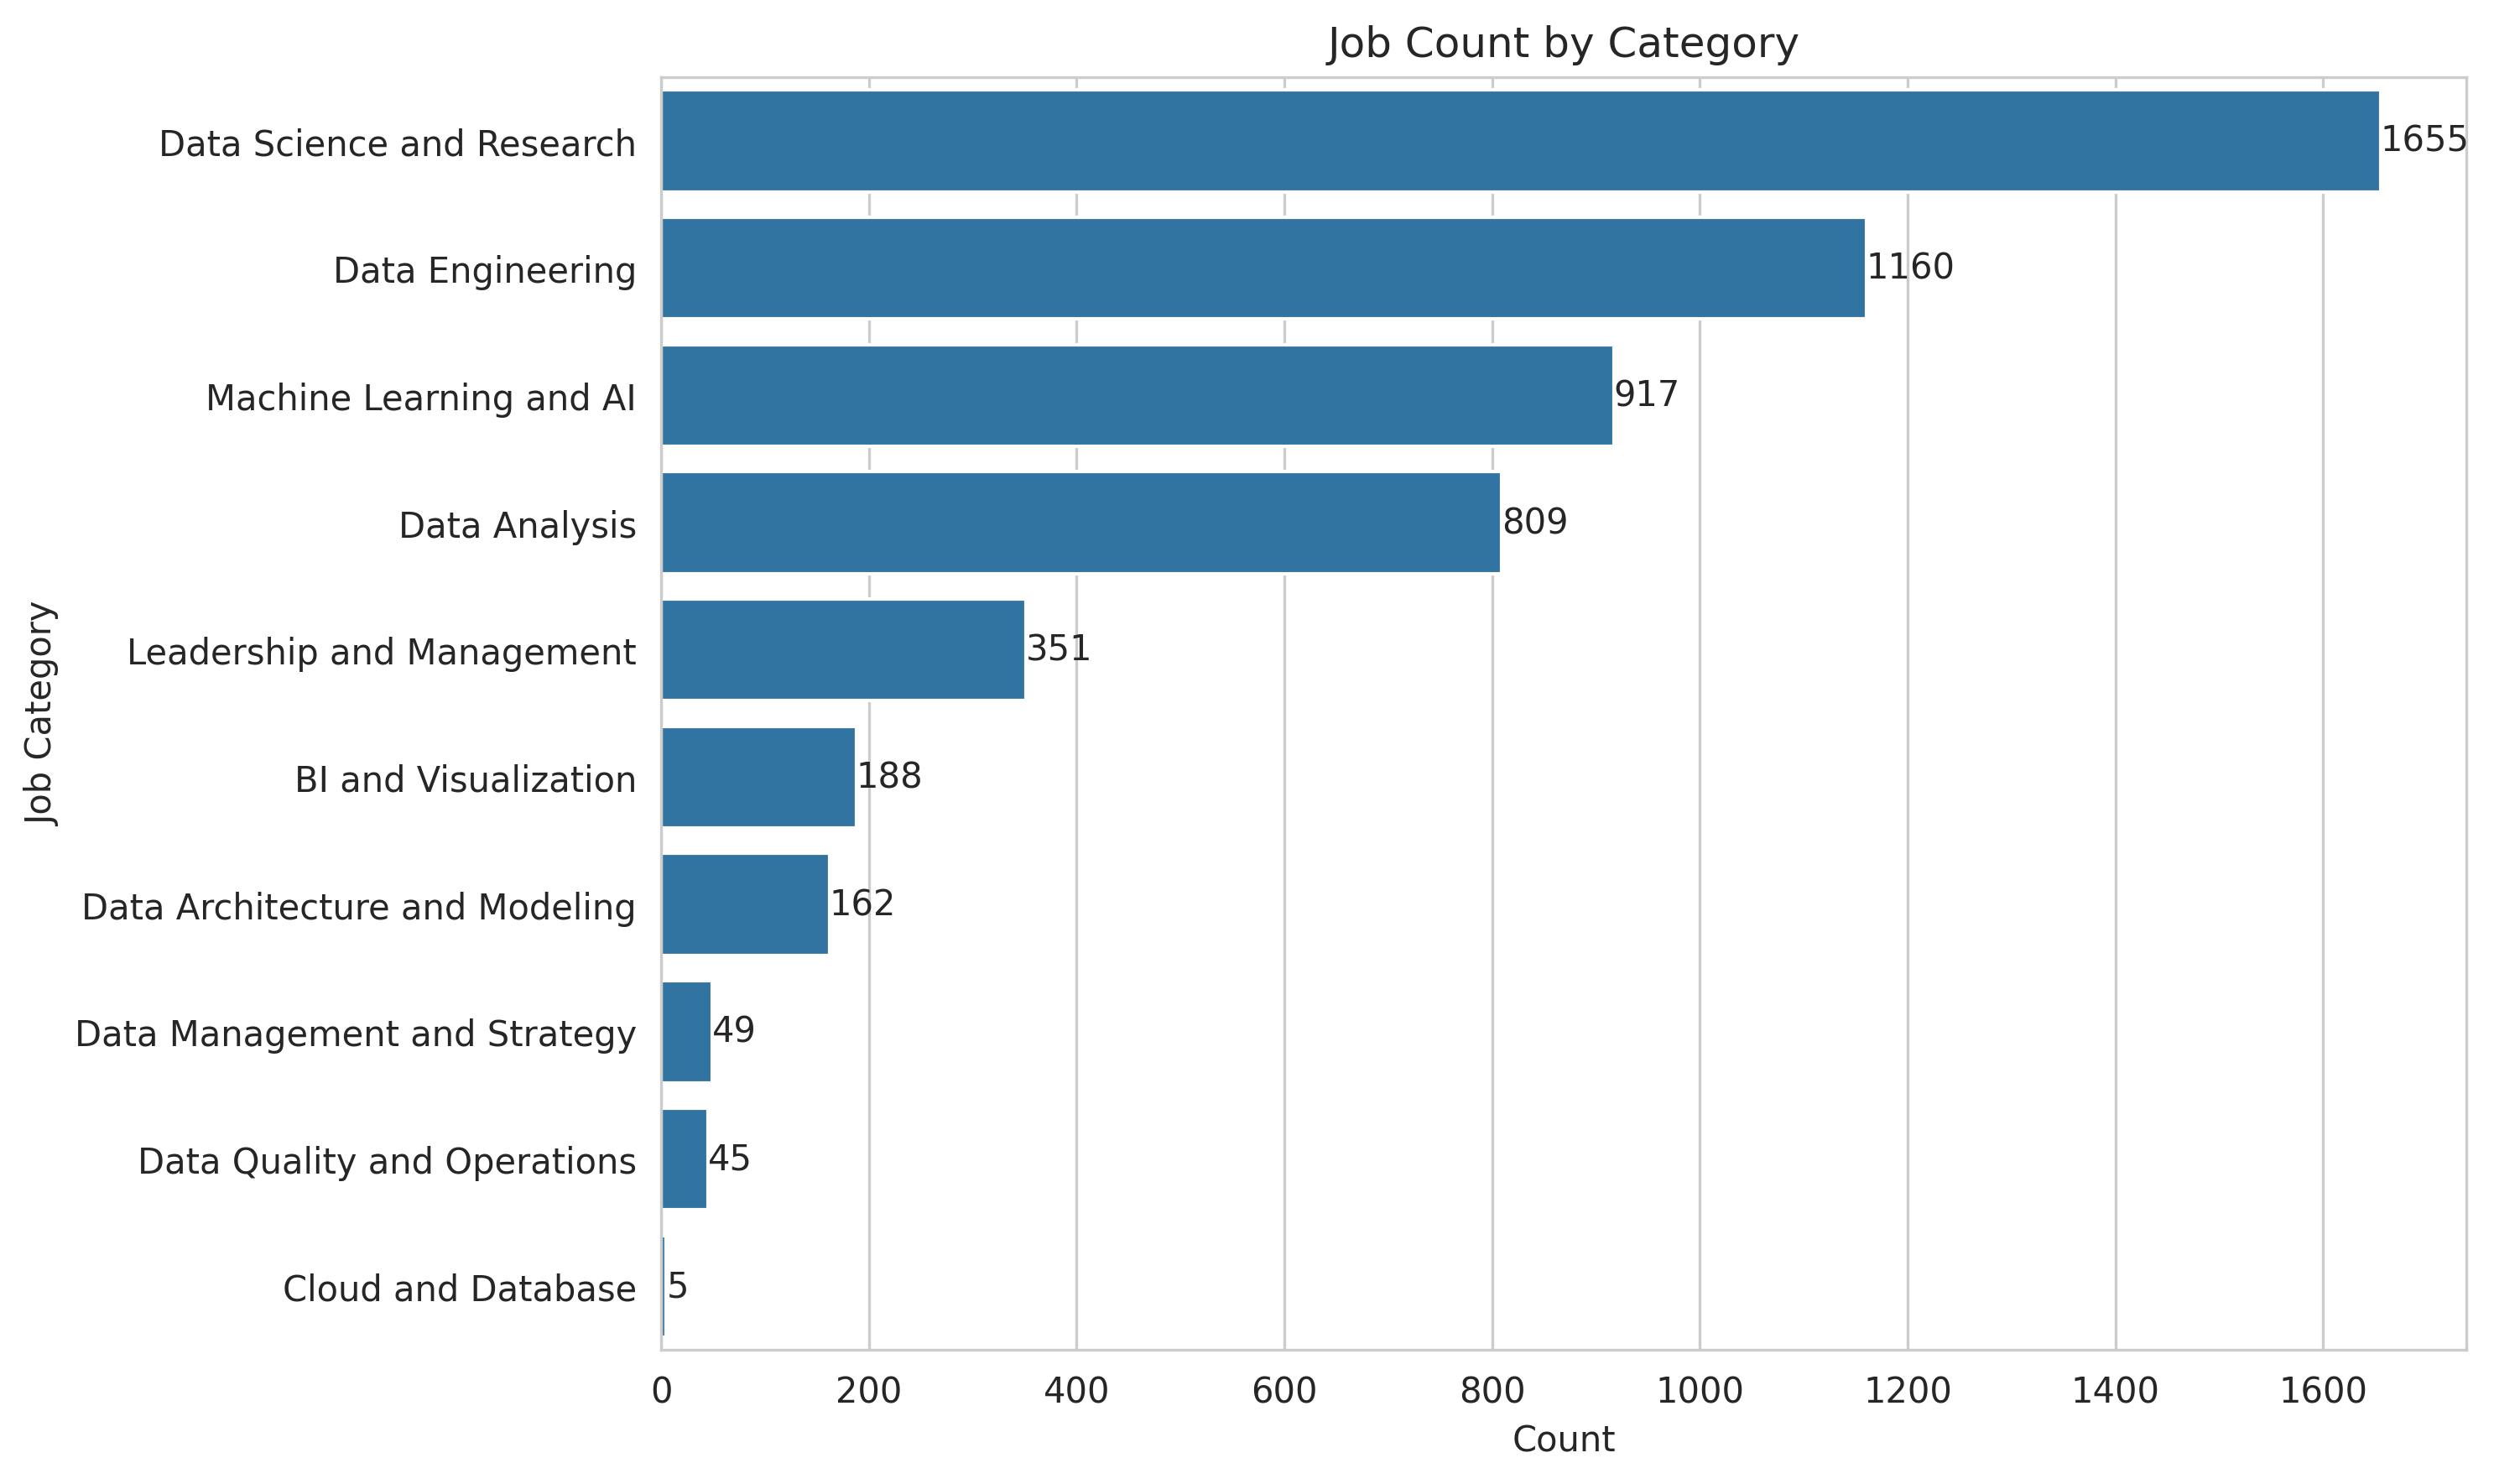 Job Count by Category
Data Science and Research 1655
Data Engineering 1160
Machine Learning and AI 917
Data Analysis 809
Leadership and Management 351
BI and Visualization 188
Data Architecture and Modeling 162
Data Management and Strategy 49
Data Quality and Operations 45
Cloud and Database 5
Job Category
0 200 400 600 800 1000 1200 1400 1600
Count